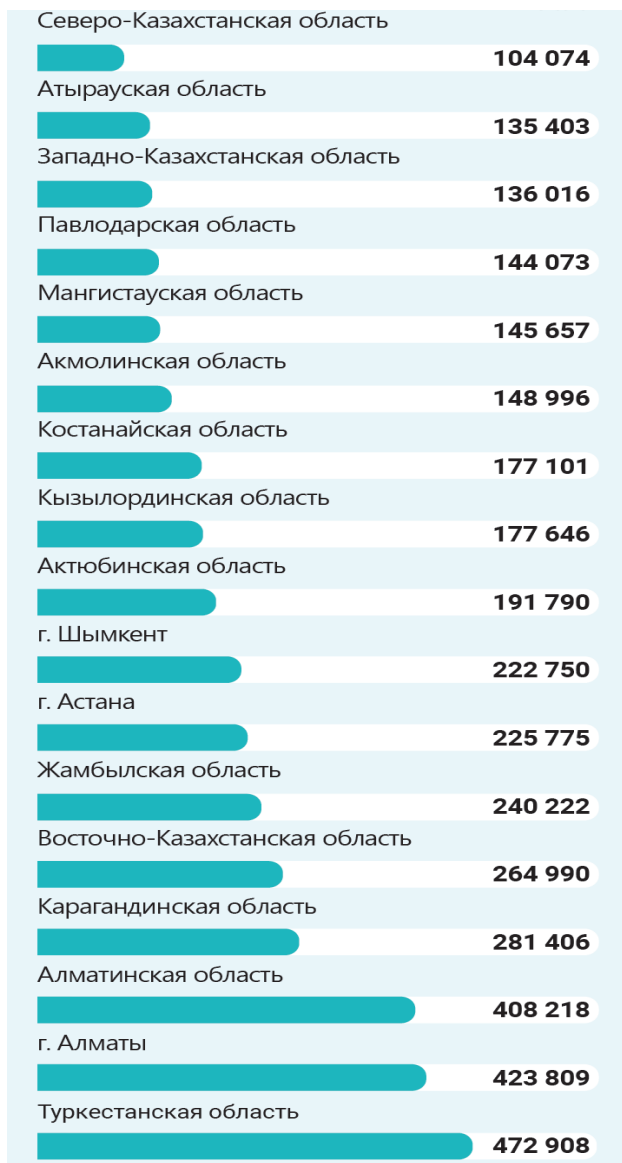 Северо-Казахстанская область
104 074
Атырауская область
135 403
Западно-Казахстанская область
136 016
Павлодарская область
144 073
Мангистауская область
145 657
Акмолинская область
148 996
Костанайская область
177 101
Кызылординская область
177 646
Актюбинская область
191 790
г. Шымкент
222 750
г. Астана
225 775
Жамбылская область
240 222
Восточно-Казахстанская область
264 990
Карагандинская область
281 406
Алматинская область
408 218
г. Алматы
423 809
Туркестанская область
472 908